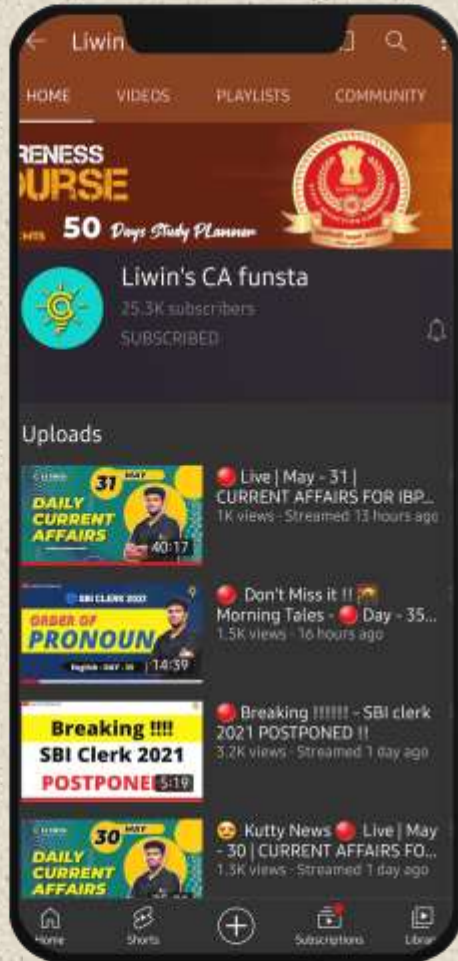 Liwin
HOME VIDEOS PLAYLISTS COMMUNITY
RENESS
URSE
50 Days Study Planner
Liwin's CA funsta
25.3K subscribers
SUBSCRIBED
Uploads
31 MAY
DAILY
CURRENT
AFFAIRS
40:17
Live | May - 31 |
CURRENT AFFAIRS FOR IBP...
1K views · Streamed 13 hours ago
SBI CLERK 2021
ORDER OF
PRONOUN
14:39
Don't Miss it !!
Morning Tales - Day - 35...
1.5K views · 16 hours ago
Breaking !!!!
SBI Clerk 2021
POSTPONE
5:19
Breaking !!!!!! - SBI clerk
2021 POSTPONED !!
3.2K views · Streamed 1 day ago
30 MAY
DAILY
CURRENT
AFFAIRS
Kutty News Live | May
- 30 | CURRENT AFFAIRS FO...
1.3K views · Streamed 1 day ago
Home Shorts Subscriptions Librar